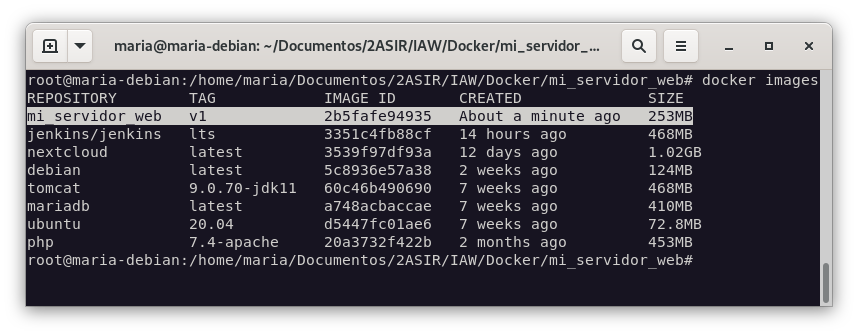 maria@maria-debian: ~/Documentos/2ASIR/IAW/Docker/mi_servidor_...
root@maria-debian:/home/maria/Documentos/2ASIR/IAW/Docker/mi_servidor_web# docker images
REPOSITORY TAG IMAGE ID CREATED SIZE
mi_servidor_web v1 2b5fafe94935 About a minute ago 253MB
jenkins/jenkins lts 3351c4fb88cf 14 hours ago 468MB
nextcloud latest 3539f97df93a 12 days ago 1.02GB
debian latest 5c8936e57a38 2 weeks ago 124MB
tomcat 9.0.70-jdk11 60c46b490690 7 weeks ago 468MB
mariadb latest a748acbaccae 7 weeks ago 410MB
ubuntu 20.04 d5447fc01ae6 7 weeks ago 72.8MB
php 7.4-apache 20a3732f422b 2 months ago 453MB
root@maria-debian:/home/maria/Documentos/2ASIR/IAW/Docker/mi_servidor_web#